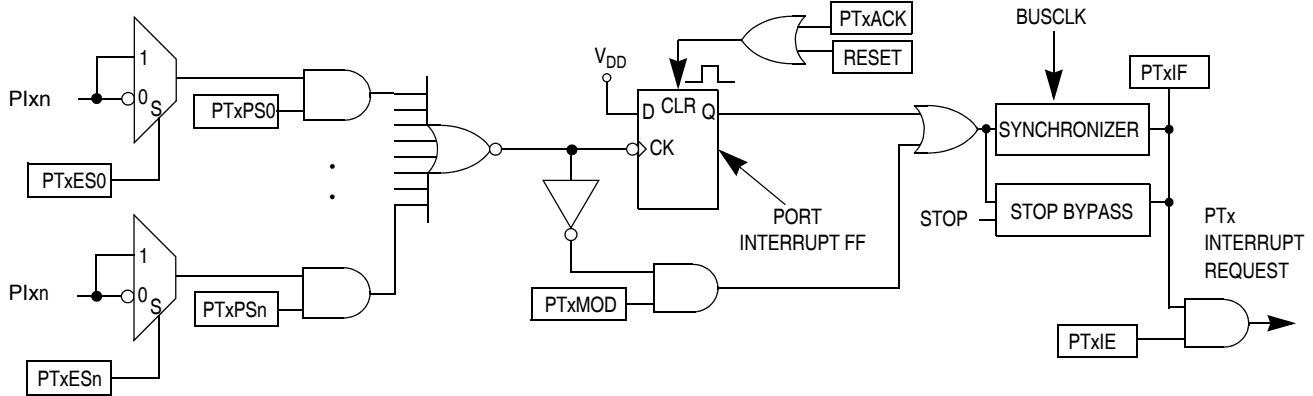 PTxACK
RESET
BUSCLK
VDD
PTxIF
1
PIxn
0
S
PTxPS0
D CLR Q
CK
SYNCHRONIZER
PTxES0
STOP BYPASS
STOP
PORT
INTERRUPT FF
PTx
INTERRUPT
REQUEST
1
PIxn
0
S
PTxPSn
PTxMOD
PTxIE
PTxESn